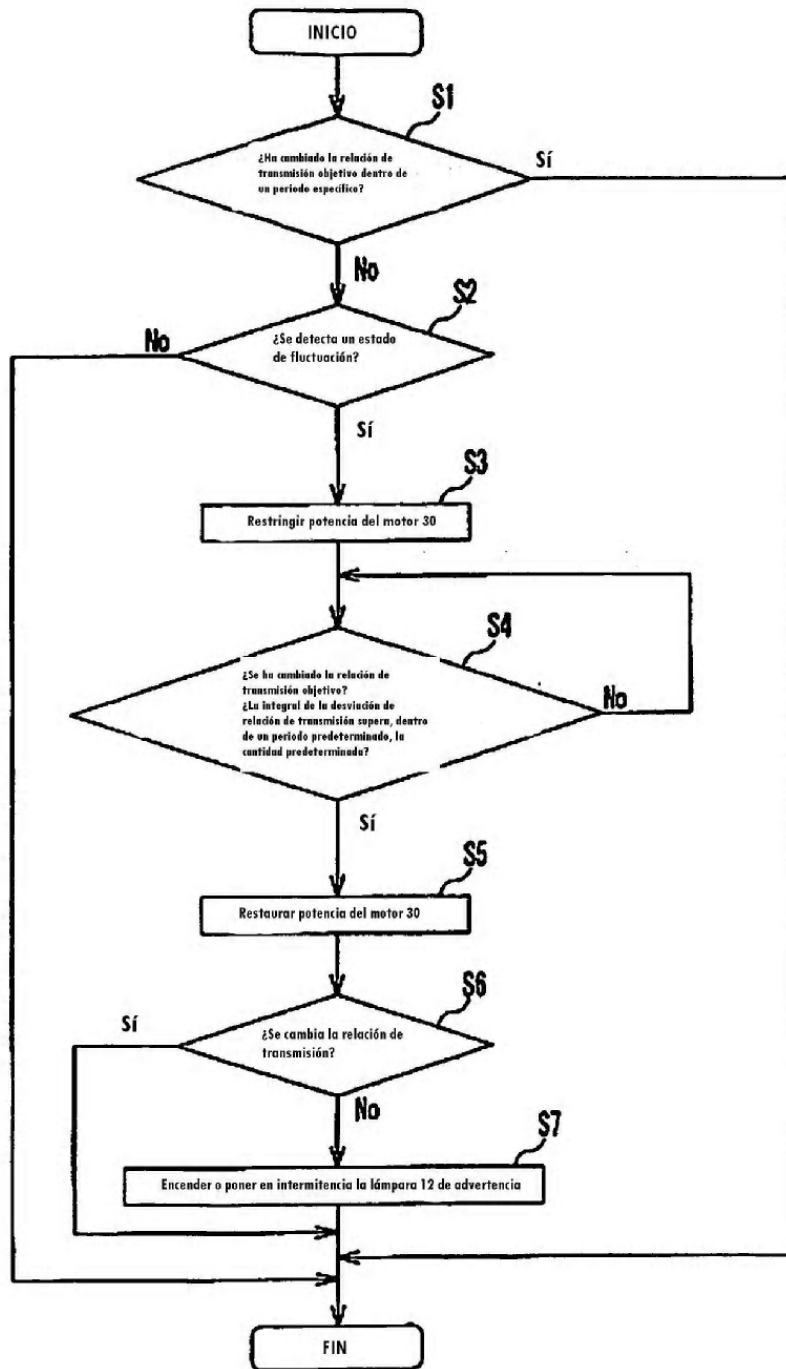 INICIO
S1
¿Ha cambiado la relación de
transmisión objetivo dentro de
un periodo específico?
Sí
No
S2
¿Se detecta un estado
de fluctuación?
No
Sí
S3
Restringir potencia del motor 30
S4
¿Se ha cambiado la relación de
transmisión objetivo?
¿La integral de la desviación de
relación de transmisión supera, dentro
de un periodo predeterminado, la
cantidad predeterminada?
No
Sí
S5
Restaurar potencia del motor 30
S6
Sí
¿Se cambia la relación de
transmisión?
No
S7
Encender o poner en intermitencia la lámpara 12 de advertencia
FIN